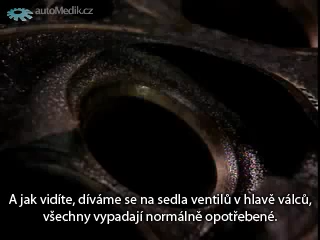 autoMedik.cz
A jak vidíte, díváme se na sedla ventilů v hlavě válců,
všechny vypadají normálně opotřebené.